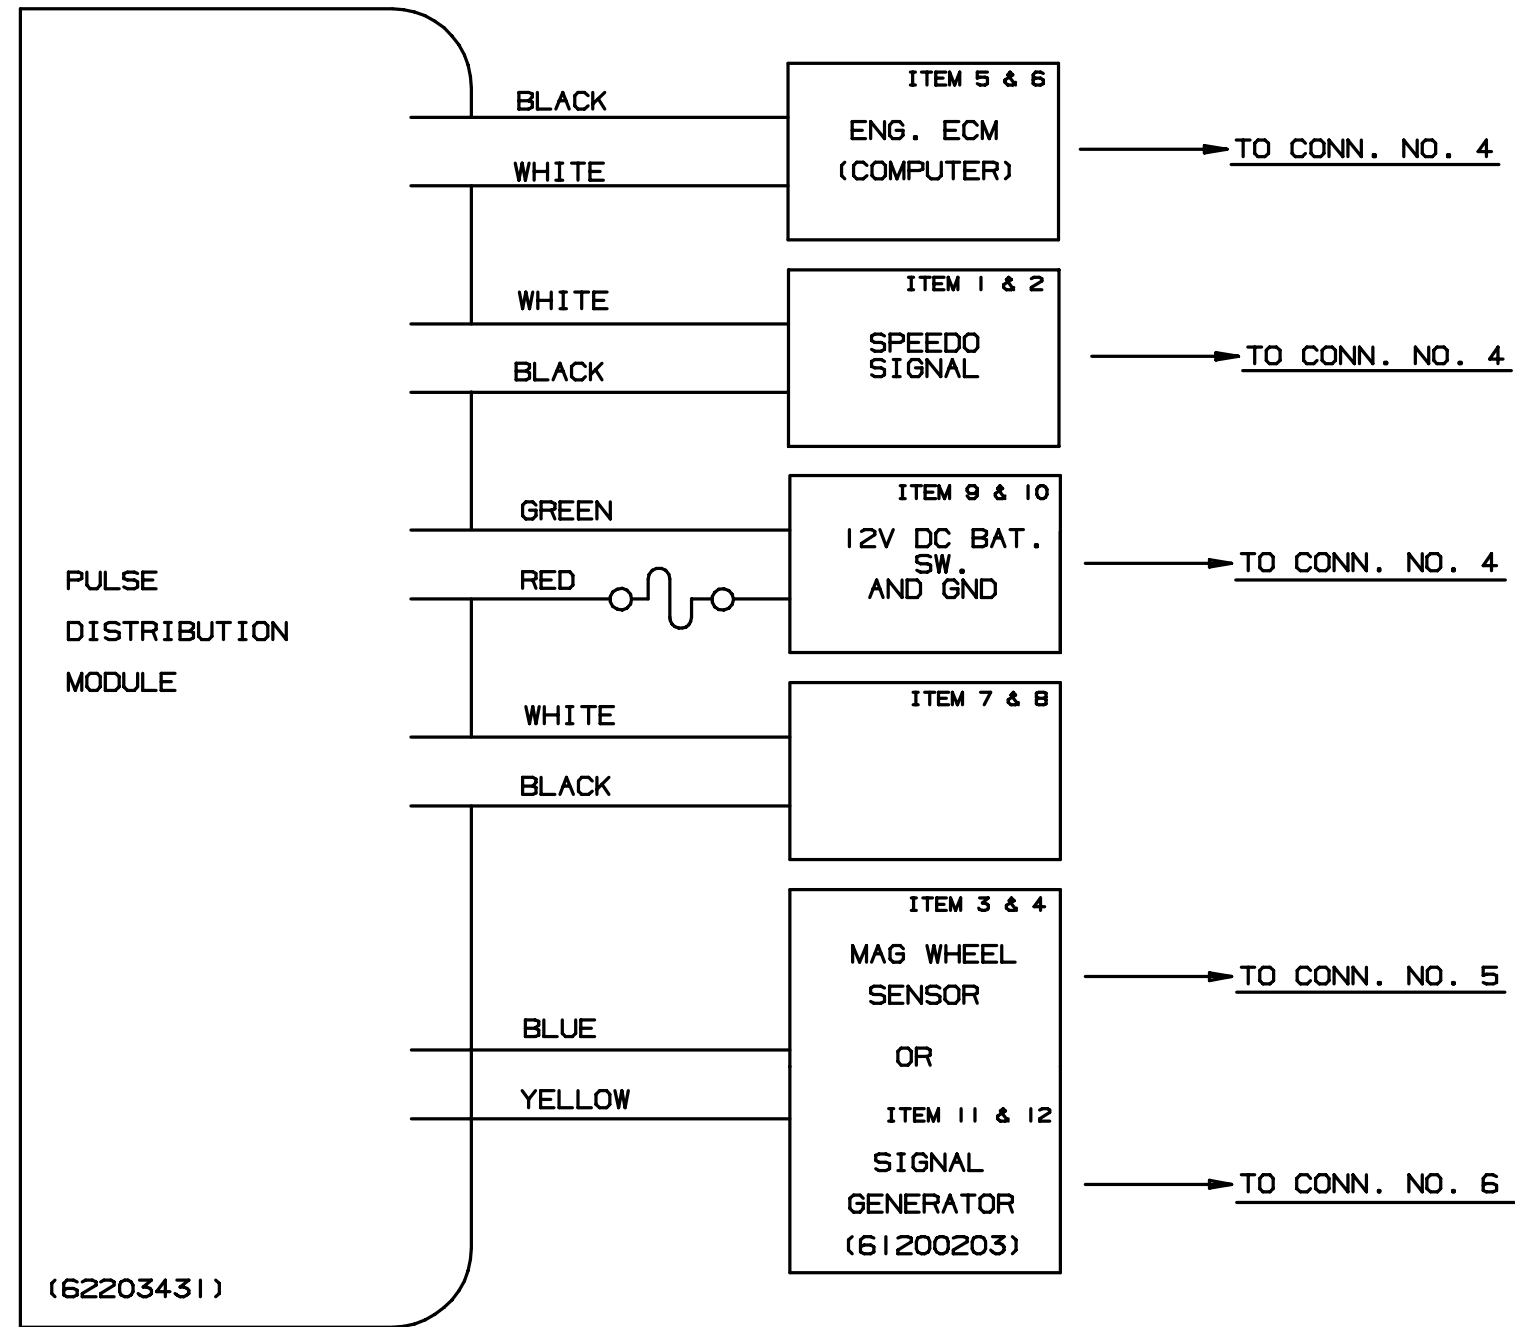 BLACK
WHITE
ITEM 5 & 6
ENG. ECM
(COMPUTER)
TO CONN. NO. 4
WHITE
BLACK
ITEM 1 & 2
SPEEDO
SIGNAL
TO CONN. NO. 4
GREEN
RED
ITEM 9 & 10
12V DC BAT.
SW.
AND GND
TO CONN. NO. 4
PULSE
DISTRIBUTION
MODULE
WHITE
BLACK
ITEM 7 & 8
BLUE
YELLOW
ITEM 3 & 4
MAG WHEEL
SENSOR
OR
ITEM 11 & 12
SIGNAL
GENERATOR
(61200203)
TO CONN. NO. 5
TO CONN. NO. 6
(62203431)